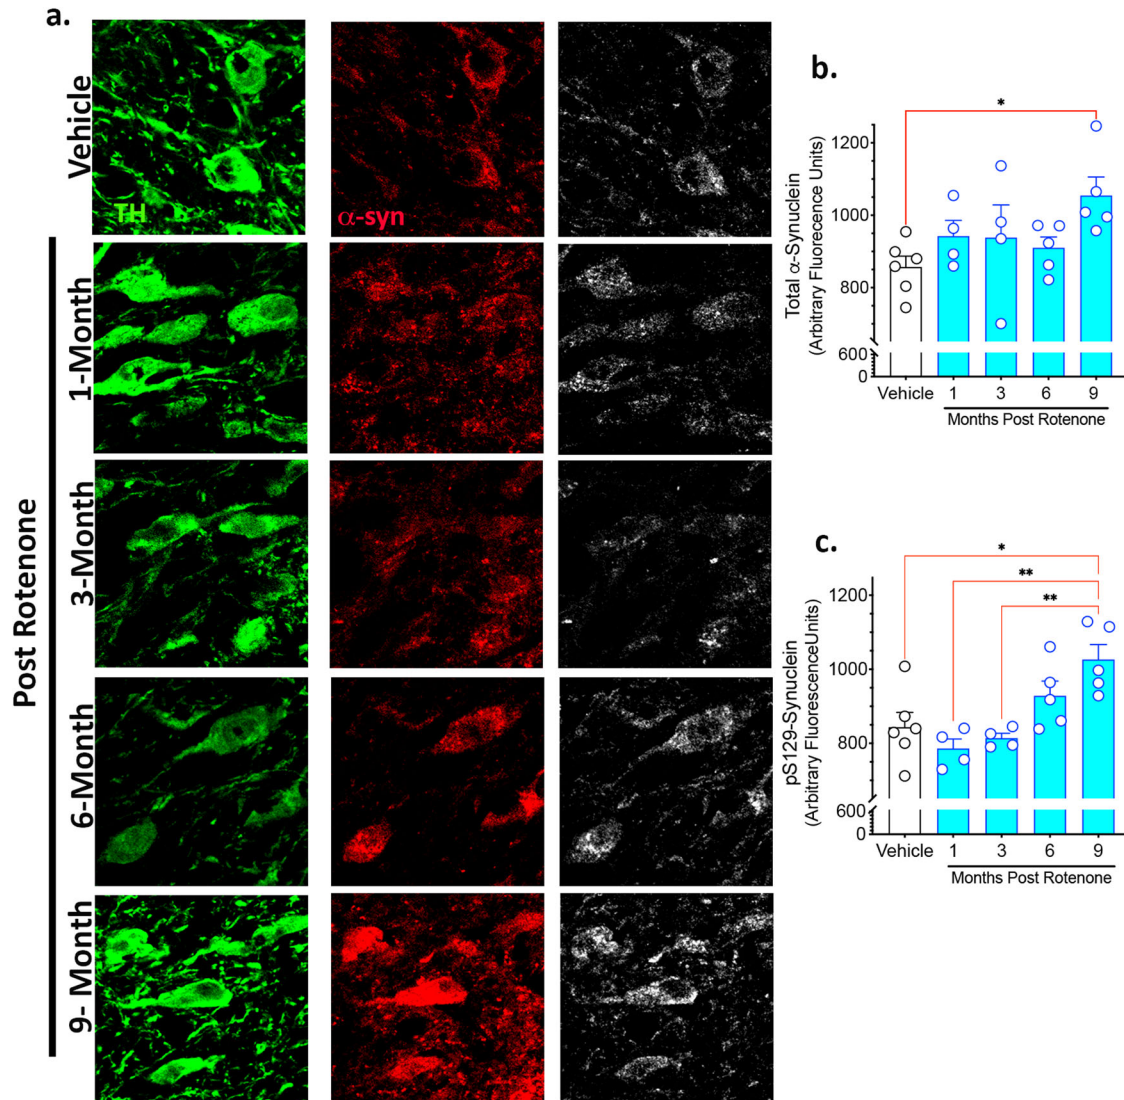 a.
Vehicle
TH
α-syn
Post Rotenone
1-Month
3-Month
6-Month
9- Month
b.
Total α-Synuclein
(Arbitrary Fluorescence Units)
*
1200
1000
800
600
0
Vehicle
1
3
6
9
Months Post Rotenone
c.
pS129-Synuclein
(Arbitrary FluorescenceUnits)
*
**
**
1200
1000
800
600
0
Vehicle
1
3
6
9
Months Post Rotenone